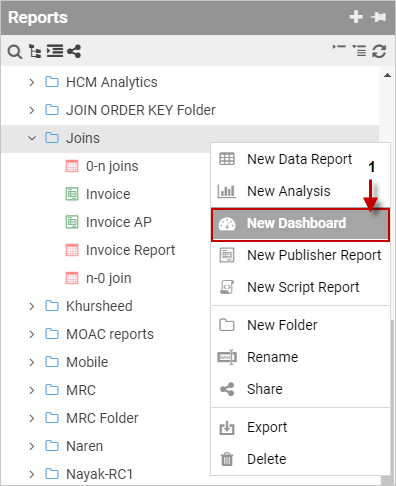 Reports
HCM Analytics
JOIN ORDER KEY Folder
Joins
0-n joins
Invoice
Invoice AP
Invoice Report
n-0 join
Khursheed
MOAC reports
Mobile
MRC
MRC Folder
Naren
Nayak-RC1
New Data Report
1
New Analysis
New Dashboard
New Publisher Report
New Script Report
New Folder
Rename
Share
Export
Delete